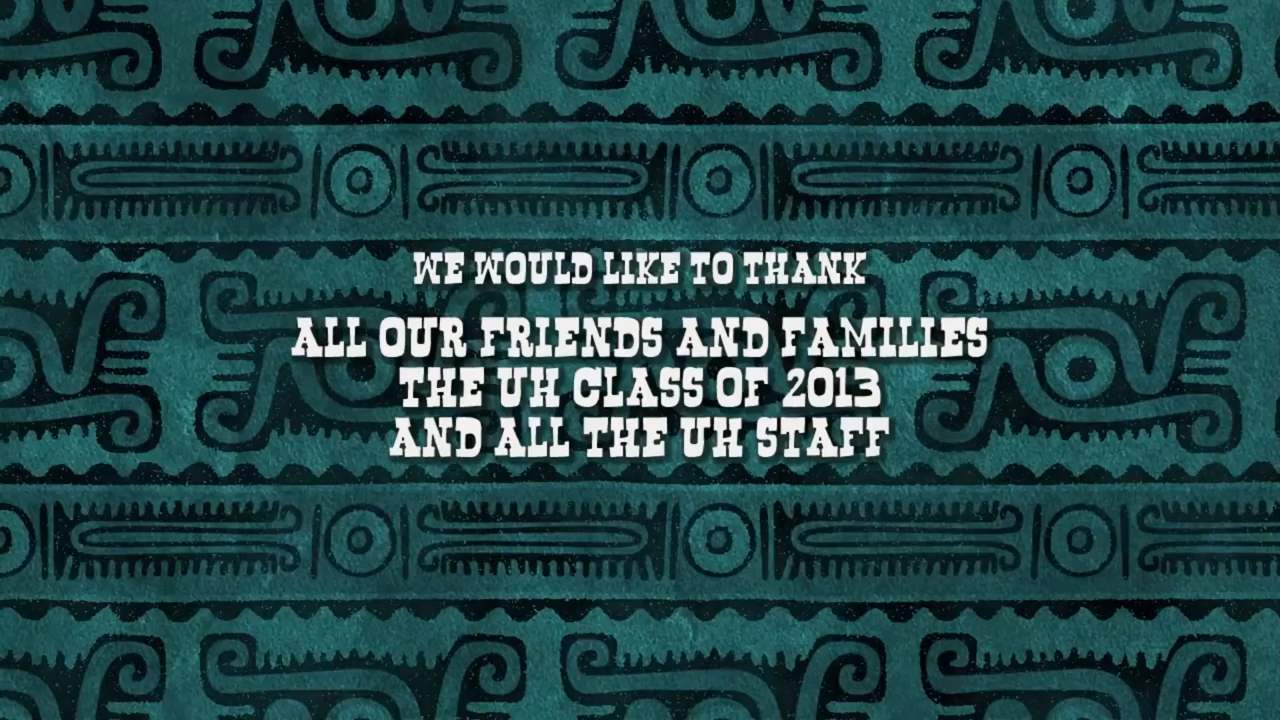 WE WOULD LIKE TO THANK
ALL OUR FRIENDS AND FAMILIES
THE UH CLASS OF 2013
AND ALL THE UH STAFF